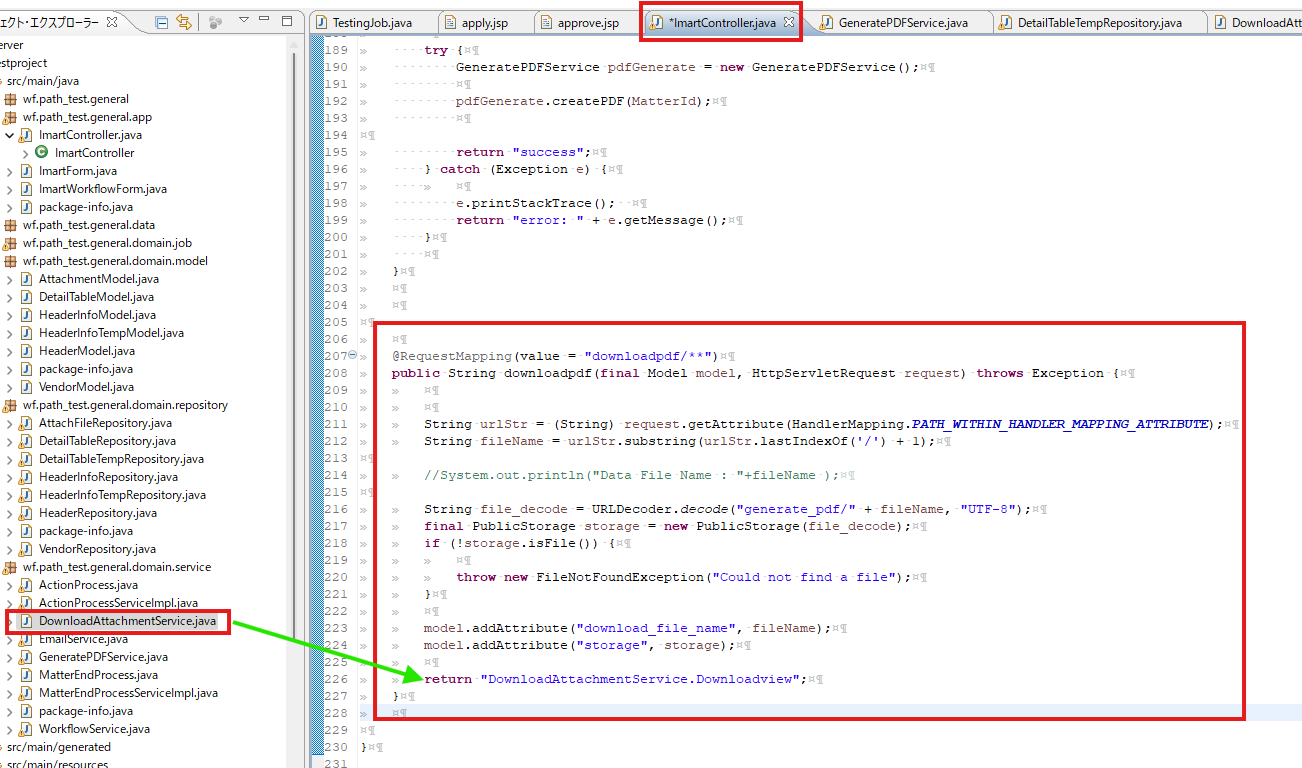 ェクト・エクスプローラー
erver
estproject
src/main/java
wf.path_test.general
wf.path_test.general.app
ImartController.java
ImartController
ImartForm.java
ImartWorkflowForm.java
package-info.java
wf.path_test.general.data
wf.path_test.general.domain.job
wf.path_test.general.domain.model
AttachmentModel.java
DetailTableModel.java
HeaderInfoModel.java
HeaderInfoTempModel.java
HeaderModel.java
package-info.java
VendorModel.java
wf.path_test.general.domain.repository
AttachFileRepository.java
DetailTableRepository.java
DetailTableTempRepository.java
HeaderInfoRepository.java
HeaderInfoTempRepository.java
HeaderRepository.java
package-info.java
VendorRepository.java
wf.path_test.general.domain.service
ActionProcess.java
ActionProcessServiceImpl.java
DownloadAttachmentService.java
EmailService.java
GeneratePDFService.java
MatterEndProcess.java
MatterEndProcessServiceImpl.java
package-info.java
WorkflowService.java
src/main/generated
src/main/resources
TestingJob.java
apply.jsp
approve.jsp
*ImartController.java
GeneratePDFService.java
DetailTableTempRepository.java
DownloadAtt
189 try {
190 GeneratePDFService pdfGenerate = new GeneratePDFService();
191
192 pdfGenerate.createPDF(MatterId);
193
194
195 return "success";
196 } catch (Exception e) {
197
198 e.printStackTrace();
199 return "error: " + e.getMessage();
200 }
201
202 }
203
204
205
206
207 @RequestMapping(value = "downloadpdf/**")
208 public String downloadpdf(final Model model, HttpServletRequest request) throws Exception {
209
210
211 String urlStr = (String) request.getAttribute(HandlerMapping.PATH_WITHIN_HANDLER_MAPPING_ATTRIBUTE);
212 String fileName = urlStr.substring(urlStr.lastIndexOf('/') + 1);
213
214 //System.out.println("Data File Name : "+fileName );
215
216 String file_decode = URLDecoder.decode("generate_pdf/" + fileName, "UTF-8");
217 final PublicStorage storage = new PublicStorage(file_decode);
218 if (!storage.isFile()) {
219
220 throw new FileNotFoundException("Could not find a file");
221 }
222
223 model.addAttribute("download_file_name", fileName);
224 model.addAttribute("storage", storage);
225
226 return "DownloadAttachmentService.Downloadview";
227 }
228
229
230 }
231